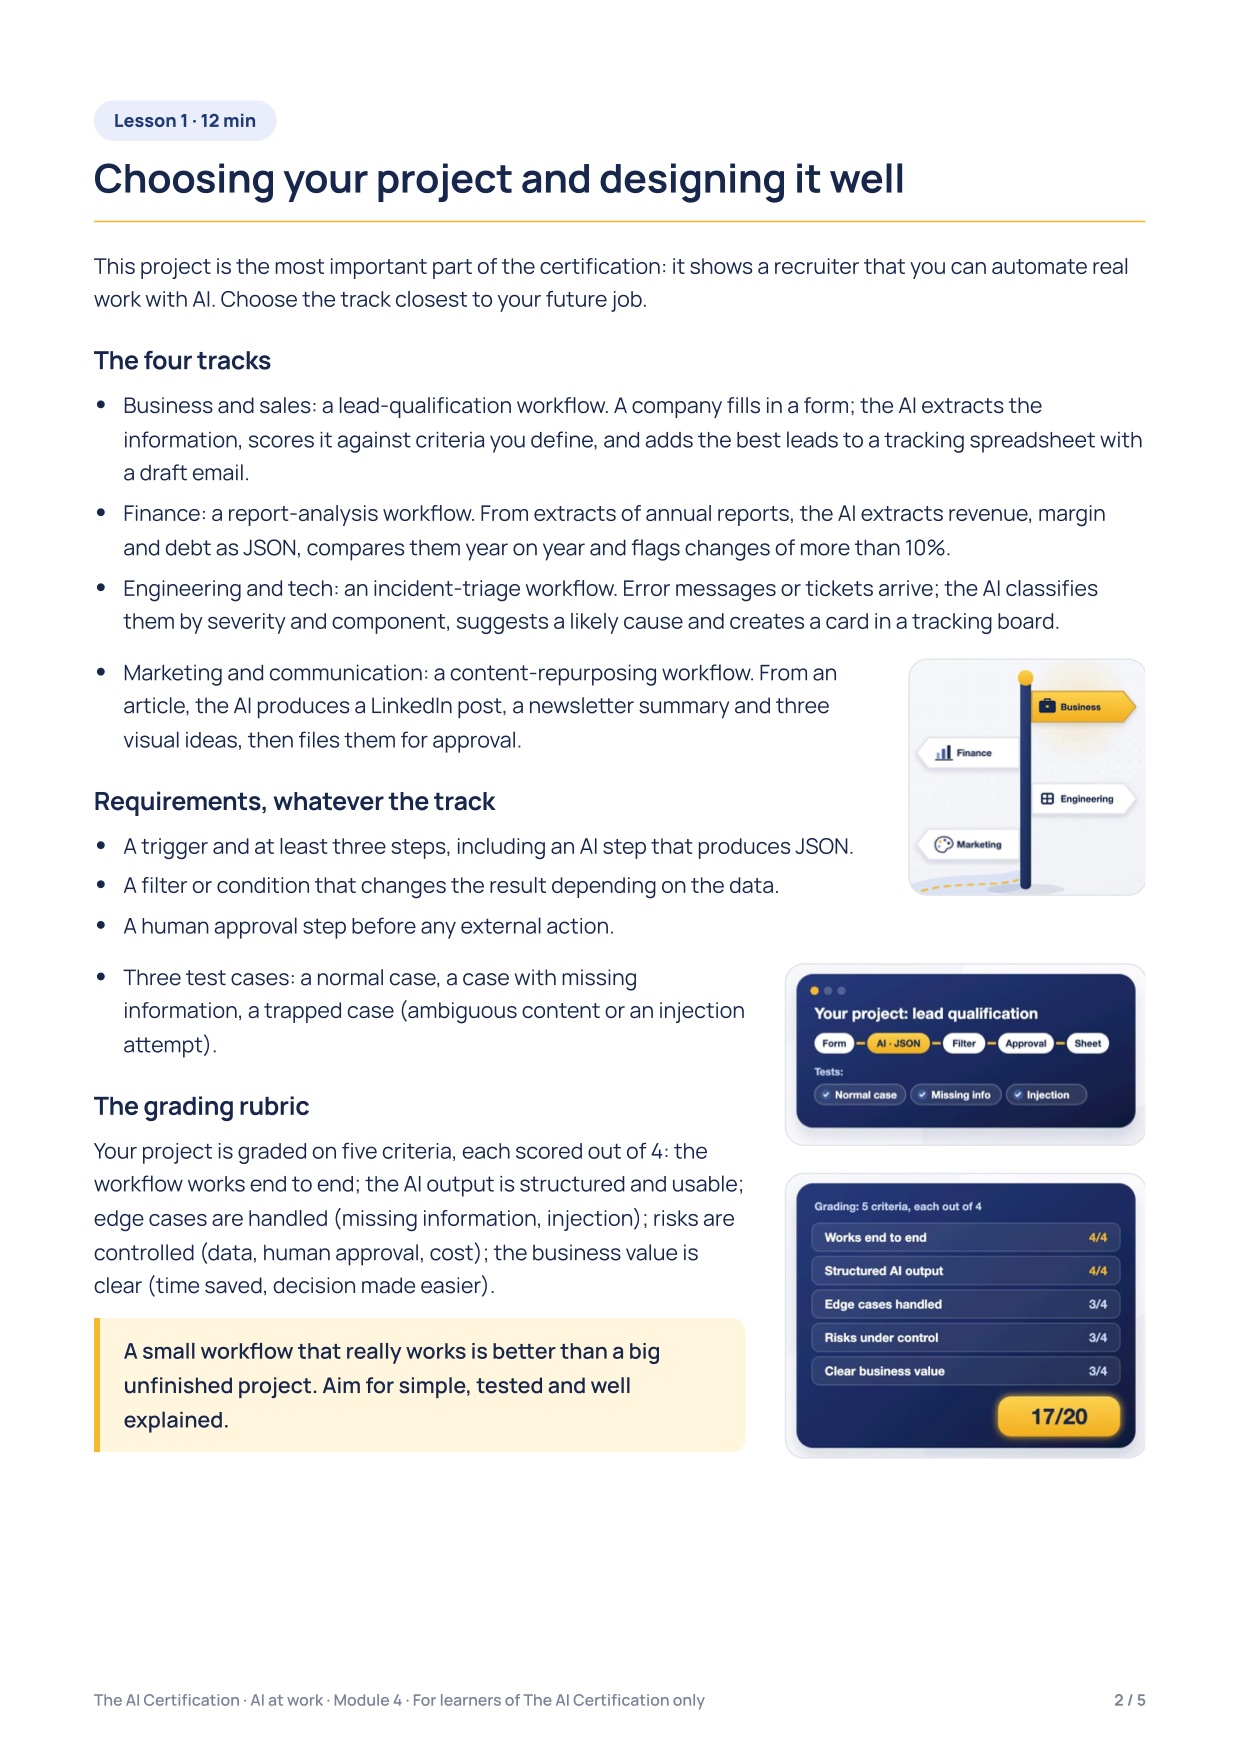 Lesson 1 · 12 min
Choosing your project and designing it well
This project is the most important part of the certification: it shows a recruiter that you can automate real
work with AI. Choose the track closest to your future job.
The four tracks
• Business and sales: a lead-qualification workflow. A company fills in a form; the AI extracts the
information, scores it against criteria you define, and adds the best leads to a tracking spreadsheet with
a draft email.
• Finance: a report-analysis workflow. From extracts of annual reports, the AI extracts revenue, margin
and debt as JSON, compares them year on year and flags changes of more than 10%.
• Engineering and tech: an incident-triage workflow. Error messages or tickets arrive; the AI classifies
them by severity and component, suggests a likely cause and creates a card in a tracking board.
• Marketing and communication: a content-repurposing workflow. From an
article, the AI produces a LinkedIn post, a newsletter summary and three
visual ideas, then files them for approval.
Business
Finance
Engineering
Marketing
Requirements, whatever the track
• A trigger and at least three steps, including an AI step that produces JSON.
• A filter or condition that changes the result depending on the data.
• A human approval step before any external action.
• Three test cases: a normal case, a case with missing
information, a trapped case (ambiguous content or an injection
attempt).
Your project: lead qualification
Form AI · JSON Filter Approval Sheet
Tests:
Normal case Missing info Injection
The grading rubric
Your project is graded on five criteria, each scored out of 4: the
workflow works end to end; the AI output is structured and usable;
edge cases are handled (missing information, injection); risks are
controlled (data, human approval, cost); the business value is
clear (time saved, decision made easier).
A small workflow that really works is better than a big
unfinished project. Aim for simple, tested and well
explained.
Grading: 5 criteria, each out of 4
Works end to end 4/4
Structured AI output 4/4
Edge cases handled 3/4
Risks under control 3/4
Clear business value 3/4
17/20
The AI Certification · AI at work · Module 4 · For learners of The AI Certification only
2 / 5